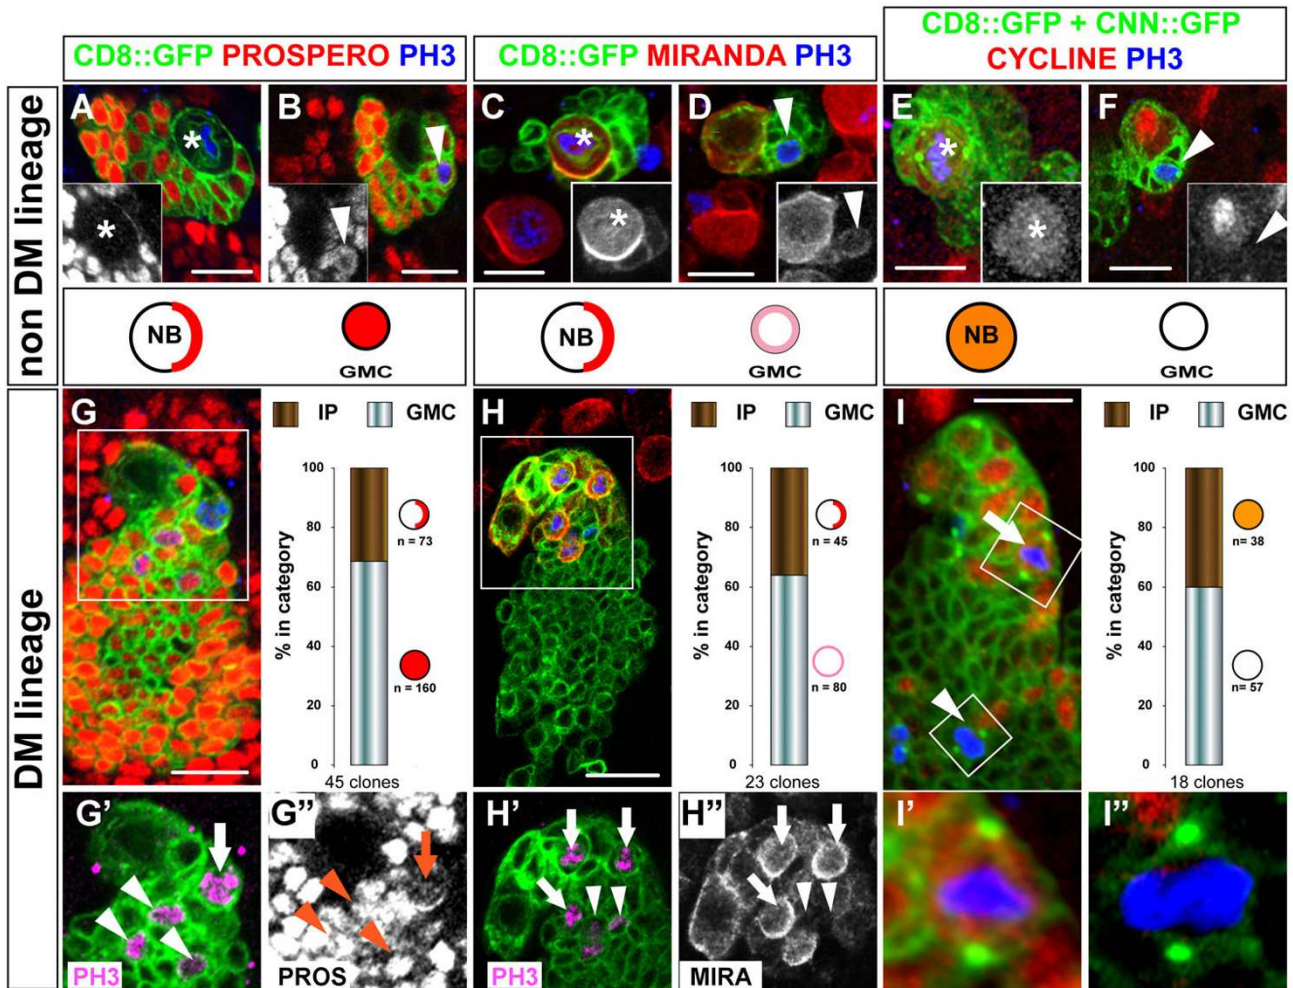 CD8::GFP PROSPERO PH3
CD8::GFP MIRANDA PH3
CD8::GFP + CNN::GFP
CYCLINE PH3
non DM lineage
A
*
*
B
C
*
*
D
E
*
*
F
NB
GMC
NB
GMC
NB
GMC
DM lineage
G
IP GMC
% in category
100
80
60
40
20
0
n = 73
n = 160
45 clones
H
IP GMC
% in category
100
80
60
40
20
0
n = 45
n = 80
23 clones
I
IP GMC
% in category
100
80
60
40
20
0
n = 38
n= 57
18 clones
G'
PH3
G''
PROS
H'
PH3
H''
MIRA
I'
I''